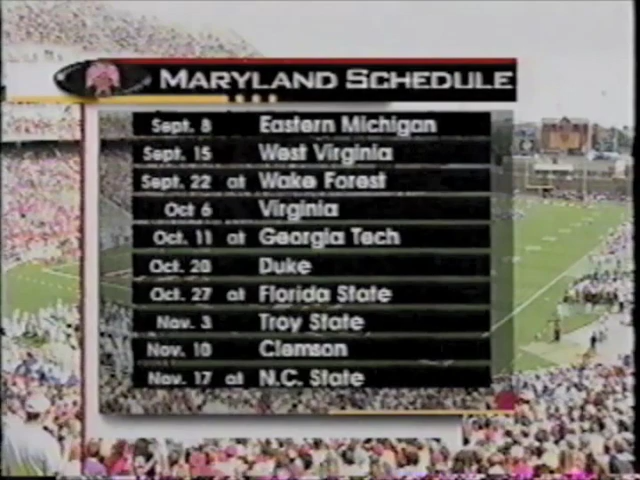 MARYLAND SCHEDULE
Sept. 8 Eastern Michigan
Sept. 15 West Virginia
Sept. 22 at Wake Forest
Oct 6 Virginia
Oct. 11 at Georgia Tech
Oct. 20 Duke
Oct. 27 at Florida State
Nov. 3 Troy State
Nov. 10 Clemson
Nov. 17 at N.C. State